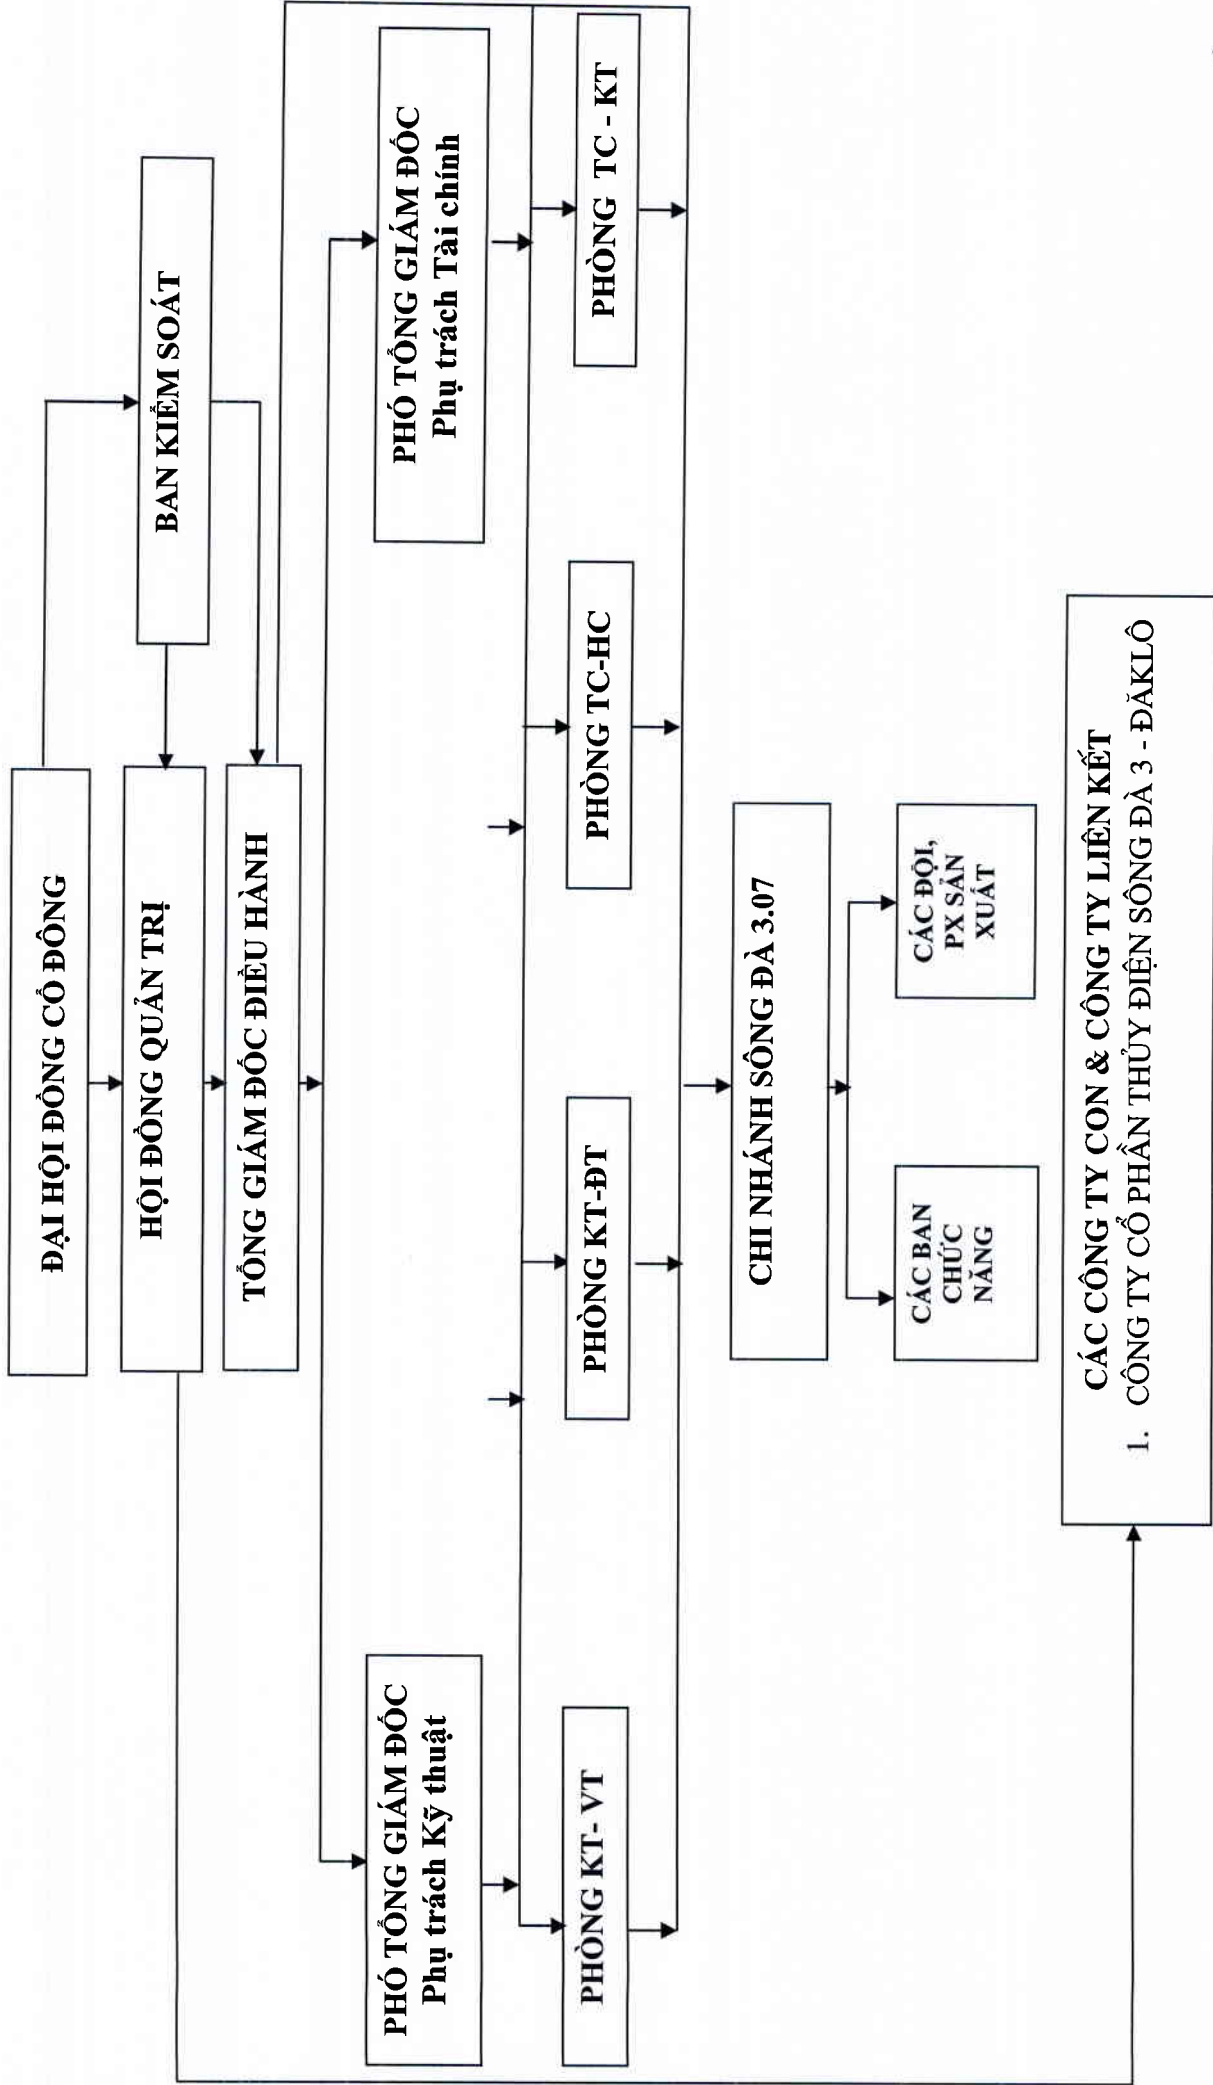 ĐẠI HỘI ĐỒNG CỔ ĐÔNG
BAN KIỂM SOÁT
HỘI ĐỒNG QUẢN TRỊ
TỔNG GIÁM ĐỐC ĐIỀU HÀNH
PHÓ TỔNG GIÁM ĐỐC
Phụ trách Kỹ thuật
PHÓ TỔNG GIÁM ĐỐC
Phụ trách Tài chính
PHÒNG KT- VT
PHÒNG KT-ĐT
PHÒNG TC-HC
PHÒNG TC - KT
CHI NHÁNH SÔNG ĐÀ 3.07
CÁC BAN
CHỨC
NĂNG
CÁC ĐỘI,
PX SẢN
XUẤT
CÁC CÔNG TY CON & CÔNG TY LIÊN KẾT
1. CÔNG TY CỔ PHẦN THỦY ĐIỆN SÔNG ĐÀ 3 - ĐĂKLÔ